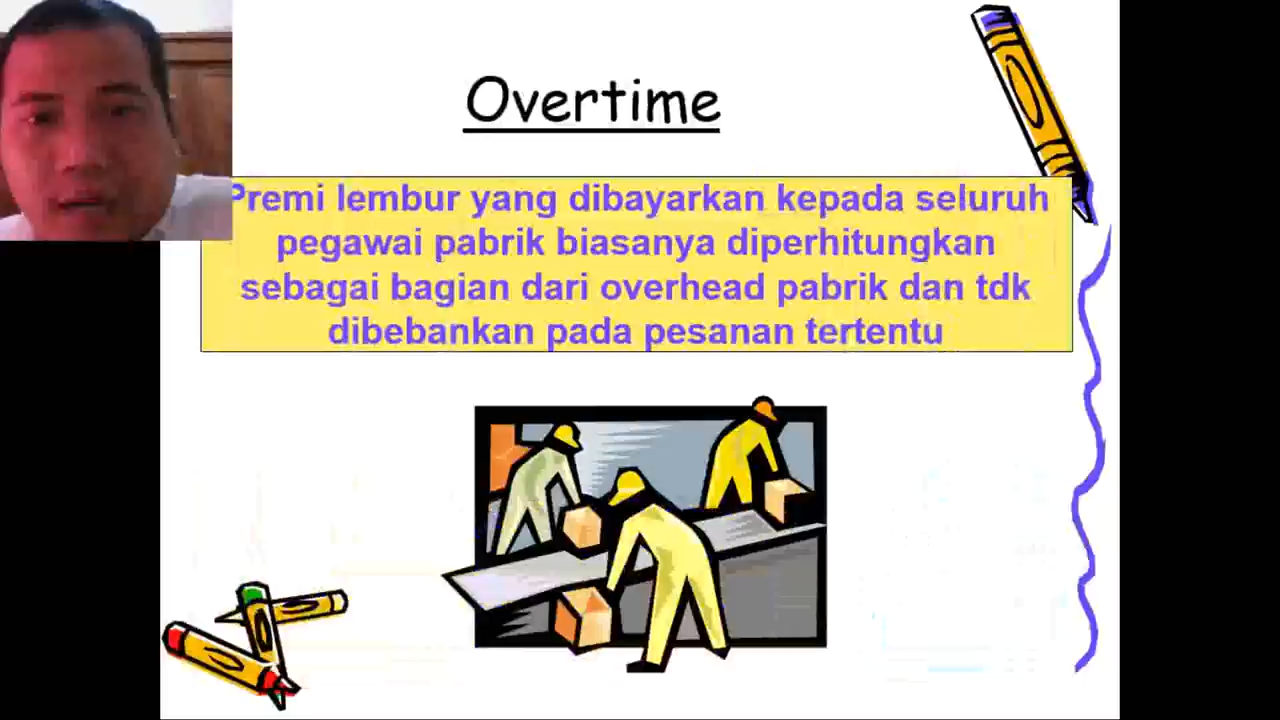 Overtime
Premi lembur yang dibayarkan kepada seluruh
pegawai pabrik biasanya diperhitungkan
sebagai bagian dari overhead pabrik dan tdk
dibebankan pada pesanan tertentu